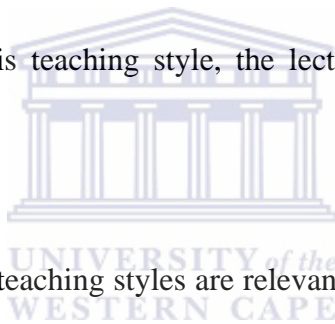 is teaching style, the lect
UNIVERSITY of the
teaching styles are relevan
WESTERN CAPE